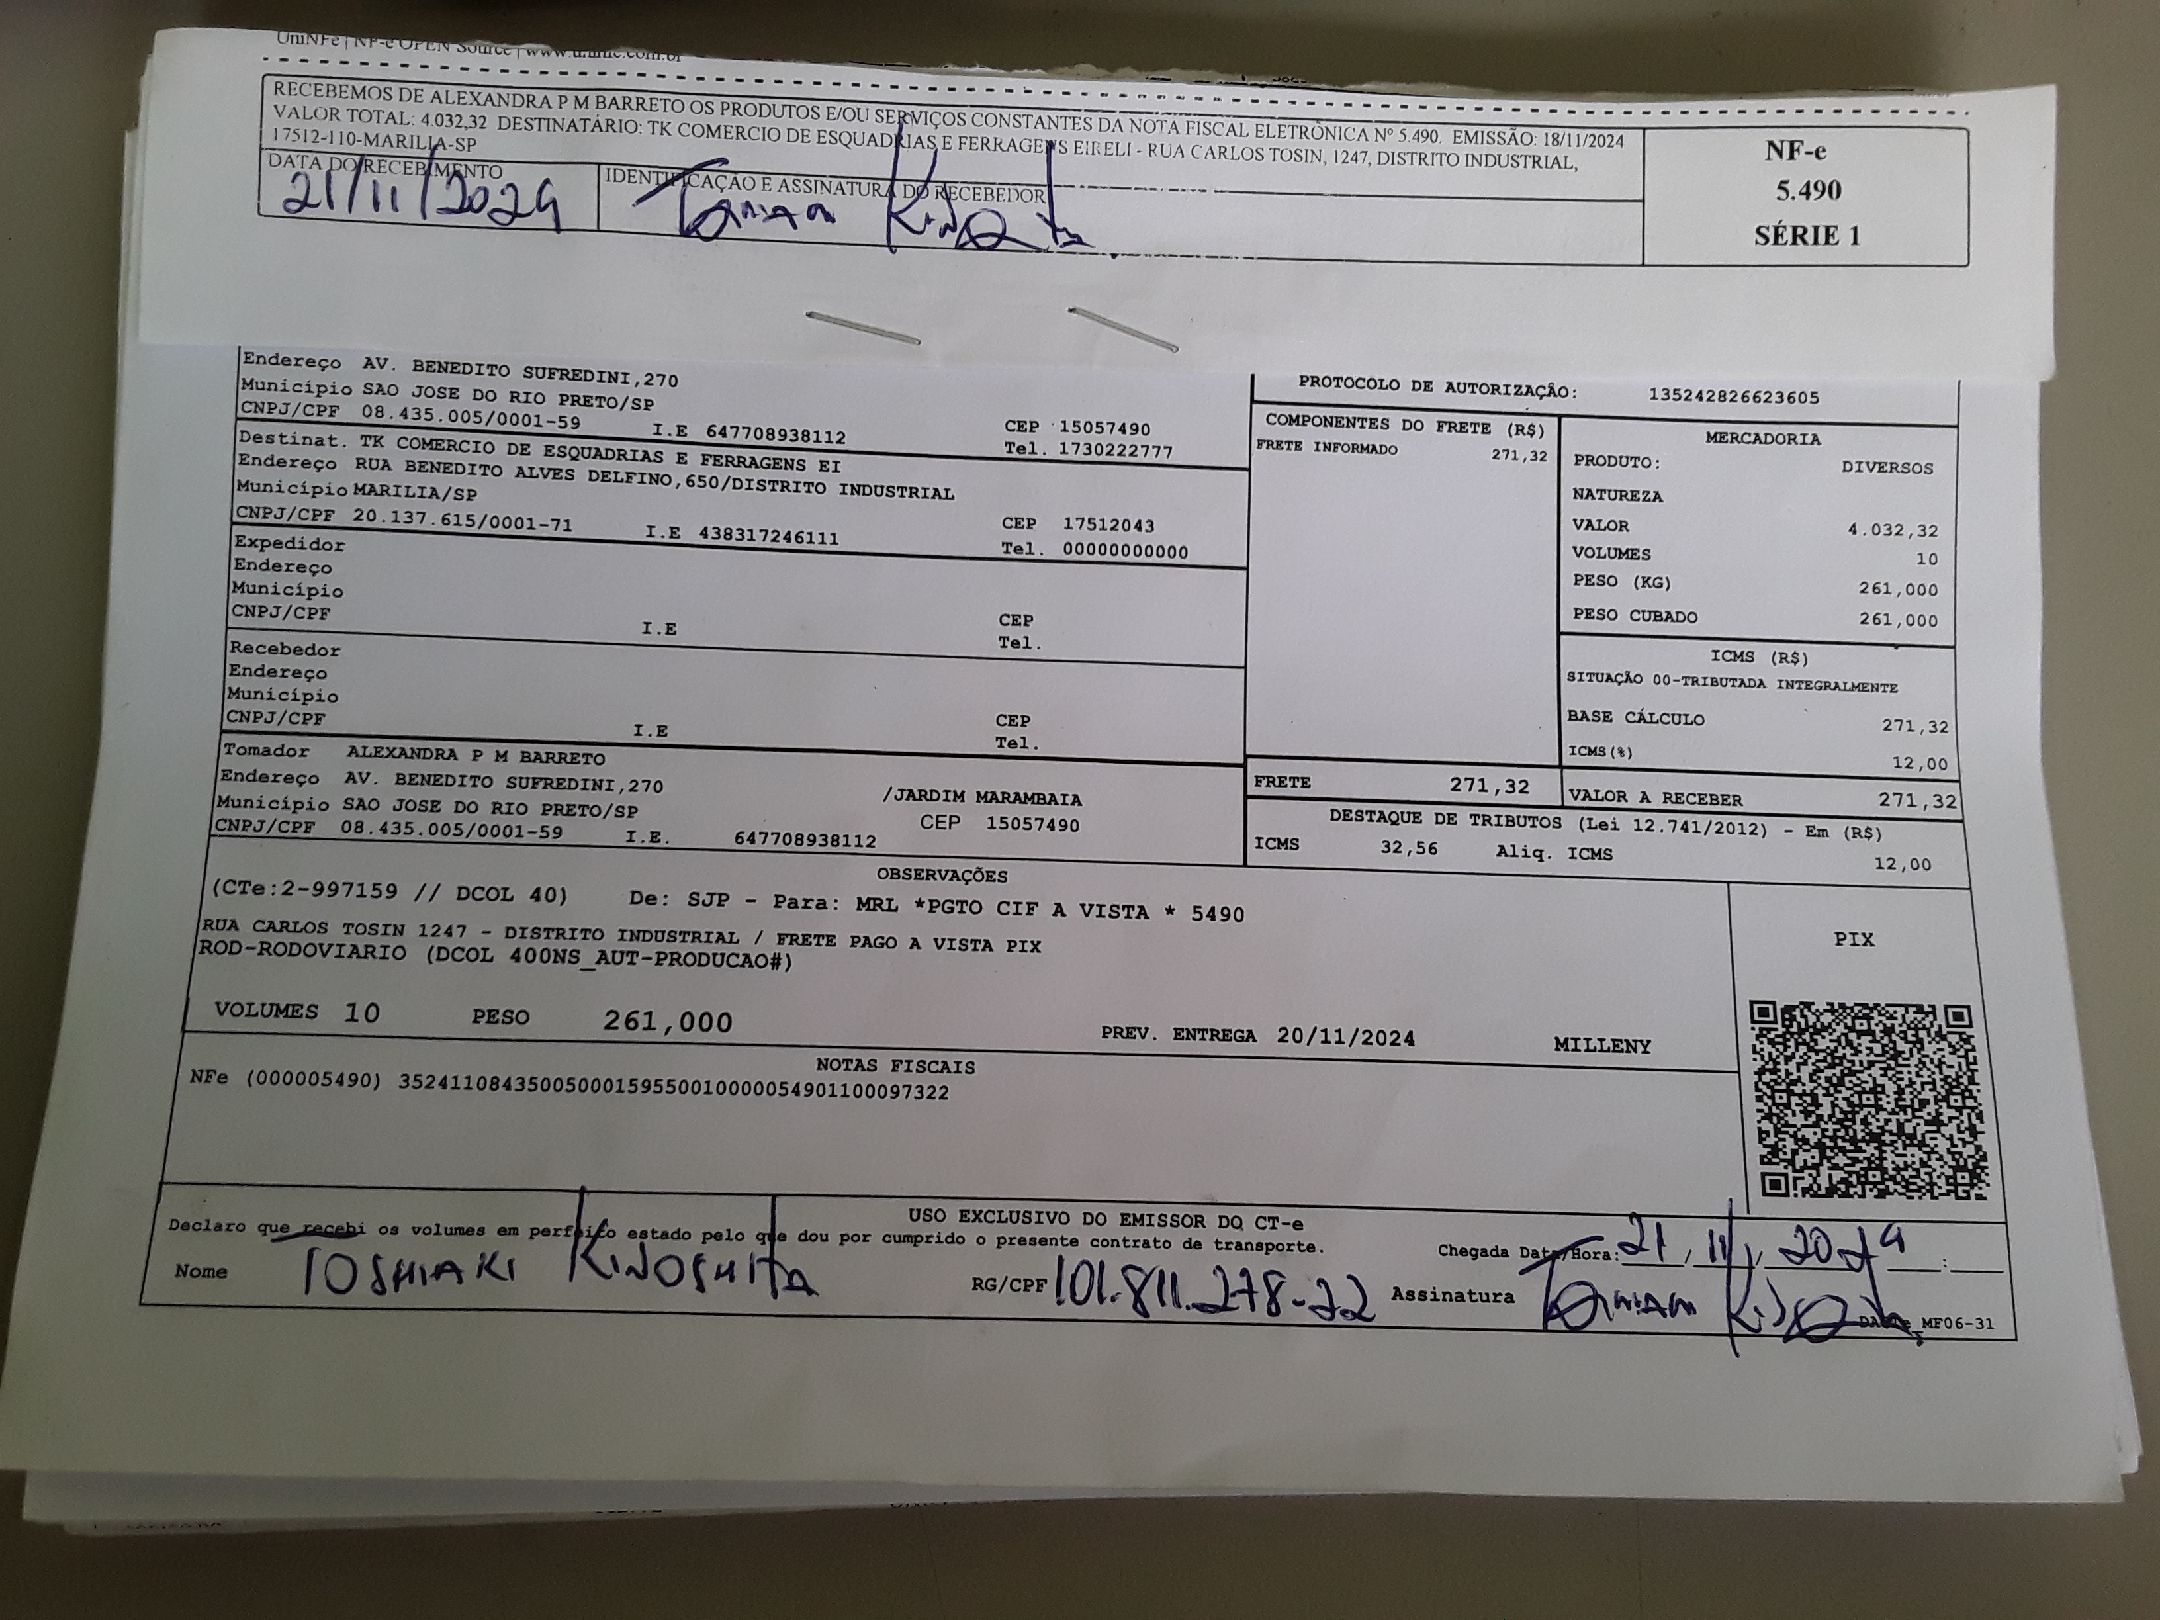 UniNFe | NF-e OPEN Source | www.uninfe.com.br
RECEBEMOS DE ALEXANDRA P M BARRETO OS PRODUTOS E/OU SERVIÇOS CONSTANTES DA NOTA FISCAL ELETRÔNICA Nº 5.490. EMISSÃO: 18/11/2024
VALOR TOTAL: 4.032,32 DESTINATÁRIO: TK COMERCIO DE ESQUADRIAS E FERRAGENS EIRELI - RUA CARLOS TOSIN, 1247, DISTRITO INDUSTRIAL,
17512-110-MARILIA-SP
DATA DO RECEBIMENTO
21/11/2024
IDENTIFICAÇÃO E ASSINATURA DO RECEBEDOR
NF-e
5.490
SÉRIE 1
Endereço AV. BENEDITO SUFREDINI,270
Município SAO JOSE DO RIO PRETO/SP
CNPJ/CPF 08.435.005/0001-59 I.E 647708938112
CEP 15057490
Tel. 1730222777
Destinat. TK COMERCIO DE ESQUADRIAS E FERRAGENS EI
Endereço RUA BENEDITO ALVES DELFINO,650/DISTRITO INDUSTRIAL
Município MARILIA/SP
CNPJ/CPF 20.137.615/0001-71 I.E 438317246111
CEP 17512043
Tel. 00000000000
Expedidor
Endereço
Município
CNPJ/CPF I.E
CEP
Tel.
Recebedor
Endereço
Município
CNPJ/CPF I.E
CEP
Tel.
Tomador ALEXANDRA P M BARRETO
Endereço AV. BENEDITO SUFREDINI,270 /JARDIM MARAMBAIA
Município SAO JOSE DO RIO PRETO/SP CEP 15057490
CNPJ/CPF 08.435.005/0001-59 I.E. 647708938112
PROTOCOLO DE AUTORIZAÇÃO: 135242826623605
COMPONENTES DO FRETE (R$)
FRETE INFORMADO 271,32
MERCADORIA
PRODUTO: DIVERSOS
NATUREZA
VALOR 4.032,32
VOLUMES 10
PESO (KG) 261,000
PESO CUBADO 261,000
ICMS (R$)
SITUAÇÃO 00-TRIBUTADA INTEGRALMENTE
BASE CÁLCULO 271,32
ICMS(%) 12,00
FRETE 271,32
VALOR A RECEBER 271,32
DESTAQUE DE TRIBUTOS (Lei 12.741/2012) - Em (R$)
ICMS 32,56 Aliq. ICMS 12,00
OBSERVAÇÕES
(CTe:2-997159 // DCOL 40) De: SJP - Para: MRL *PGTO CIF A VISTA * 5490
RUA CARLOS TOSIN 1247 - DISTRITO INDUSTRIAL / FRETE PAGO A VISTA PIX
ROD-RODOVIARIO (DCOL 400NS_AUT-PRODUCAO#)
VOLUMES 10 PESO 261,000
PREV. ENTREGA 20/11/2024 MILLENY
PIX
NOTAS FISCAIS
NFe (000005490) 35241108435005000159550010000054901100097322
USO EXCLUSIVO DO EMISSOR DO CT-e
Declaro que recebi os volumes em perfeito estado pelo que dou por cumprido o presente contrato de transporte.
Chegada Data/Hora: 21/11/2024 :
Nome TOSHIAKI KINOSHITA
RG/CPF 101.811.278-22
Assinatura
MF06-31